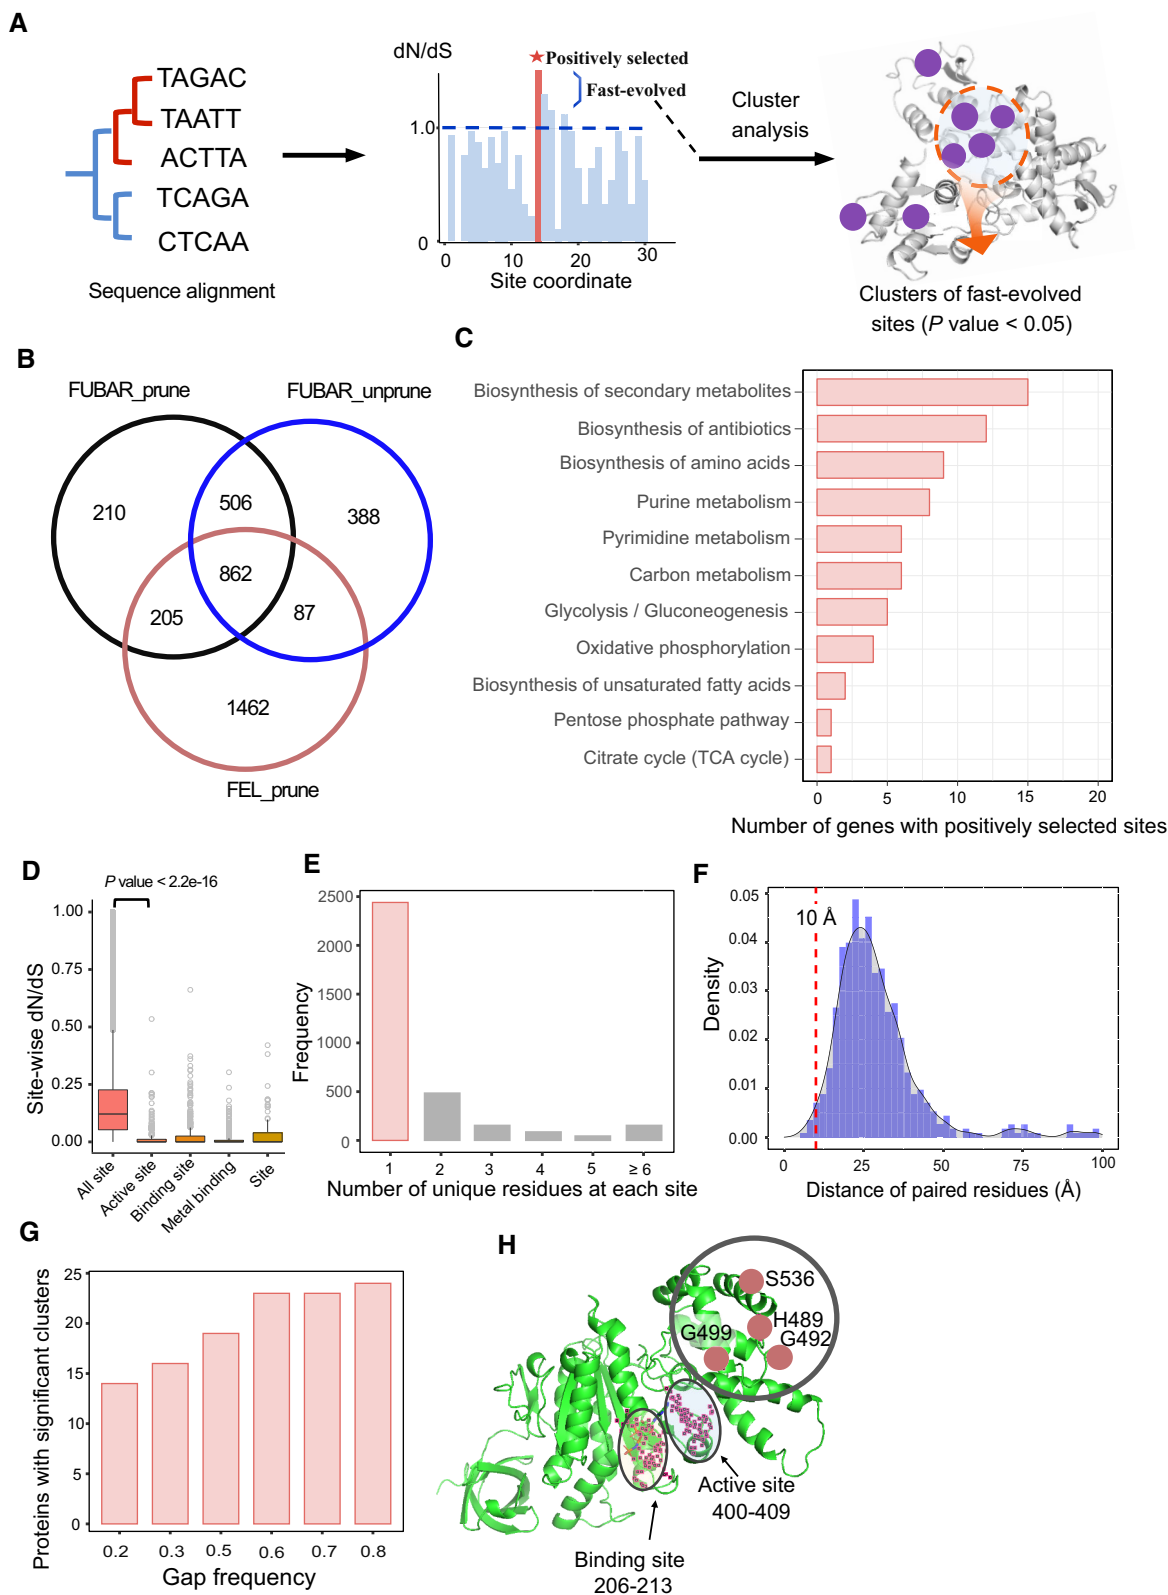 A
TAGAC
TAATT
ACTTA
TCAGA
CTCAA
Sequence alignment
dN/dS
★Positively selected
Fast-evolved
1.0
0
0 10 20 30
Site coordinate
Cluster
analysis
Clusters of fast-evolved
sites (P value < 0.05)
B
FUBAR_prune
FUBAR_unprune
210
506
388
862
205
87
1462
FEL_prune
C
Biosynthesis of secondary metabolites
Biosynthesis of antibiotics
Biosynthesis of amino acids
Purine metabolism
Pyrimidine metabolism
Carbon metabolism
Glycolysis / Gluconeogenesis
Oxidative phosphorylation
Biosynthesis of unsaturated fatty acids
Pentose phosphate pathway
Citrate cycle (TCA cycle)
0 5 10 15 20
Number of genes with positively selected sites
D
P value < 2.2e-16
Site-wise dN/dS
1.00
0.75
0.50
0.25
0.00
All site
Active site
Binding site
Metal binding
Site
E
Frequency
2500
2000
1500
1000
500
0
1 2 3 4 5 ≥ 6
Number of unique residues at each site
F
10 Å
Density
0.05
0.04
0.03
0.02
0.01
0.00
0 25 50 75 100
Distance of paired residues (Å)
G
Proteins with significant clusters
25
20
15
10
5
0
0.2 0.3 0.5 0.6 0.7 0.8
Gap frequency
H
S536
H489
G499
G492
Active site
400-409
Binding site
206-213